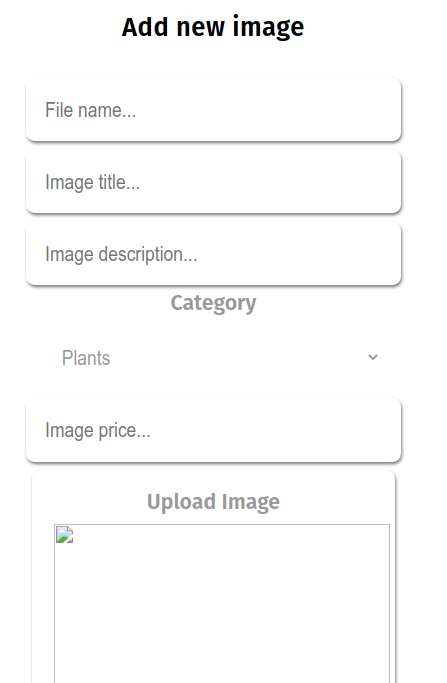 Add new image
File name...
Image title...
Image description...
Category
Plants
Image price...
Upload Image